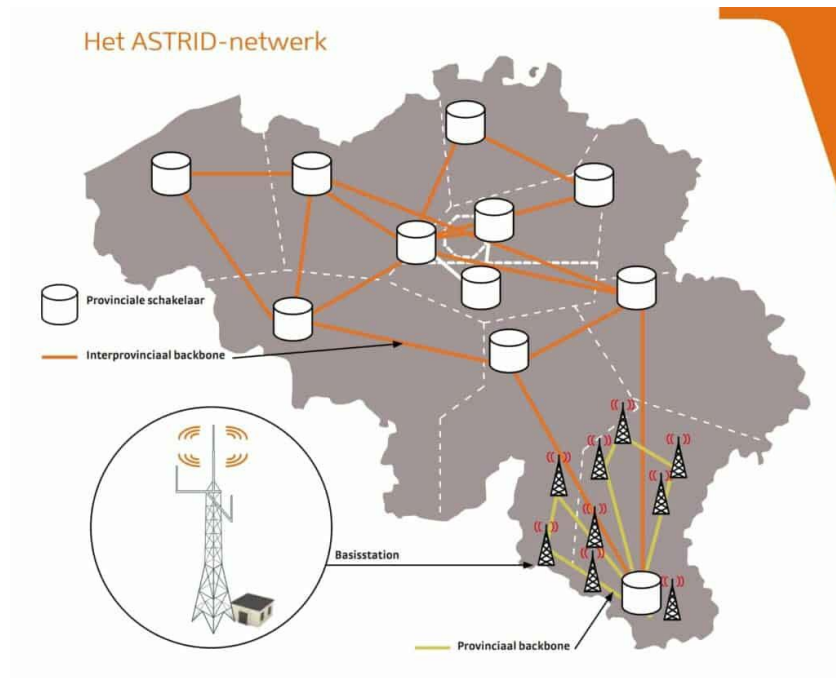 Het ASTRID-netwerk
Provinciale schakelaar
Interprovinciaal backbone
Basisstation
Provinciaal backbone